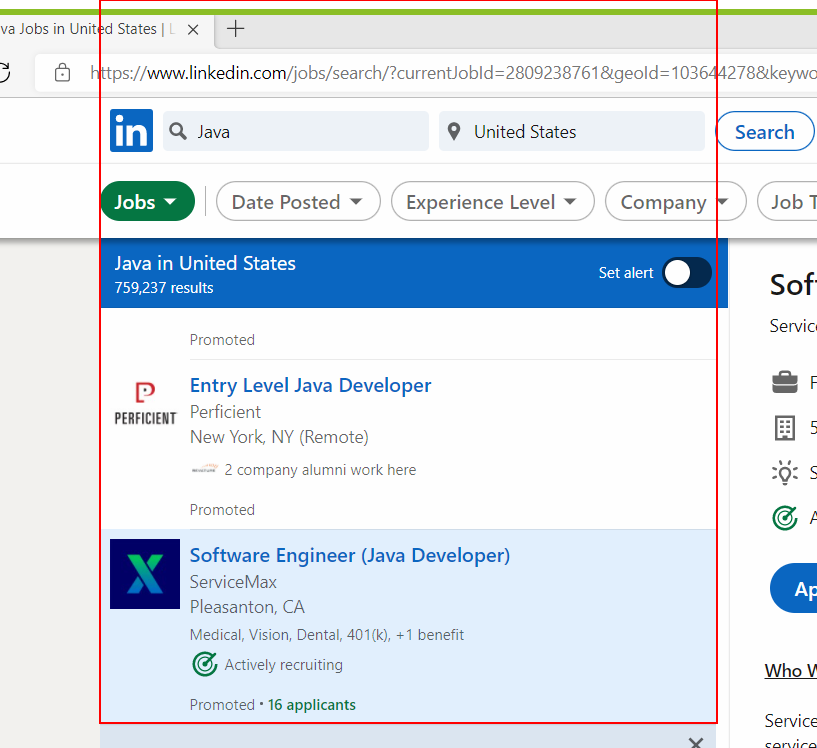 va Jobs in United States |
https://www.linkedin.com/jobs/search/?currentJobId=2809238761&geoId=103644278&keywo
in
Java
United States
Search
Jobs
Date Posted
Experience Level
Company
Job T
Java in United States
759,237 results
Set alert
Promoted
PERFICIENT
Entry Level Java Developer
Perficient
New York, NY (Remote)
2 company alumni work here
Promoted
Software Engineer (Java Developer)
ServiceMax
Pleasanton, CA
Medical, Vision, Dental, 401(k), +1 benefit
Actively recruiting
Promoted • 16 applicants
Sof
Servic
F
5
S
A
Ap
Who W
Service
service